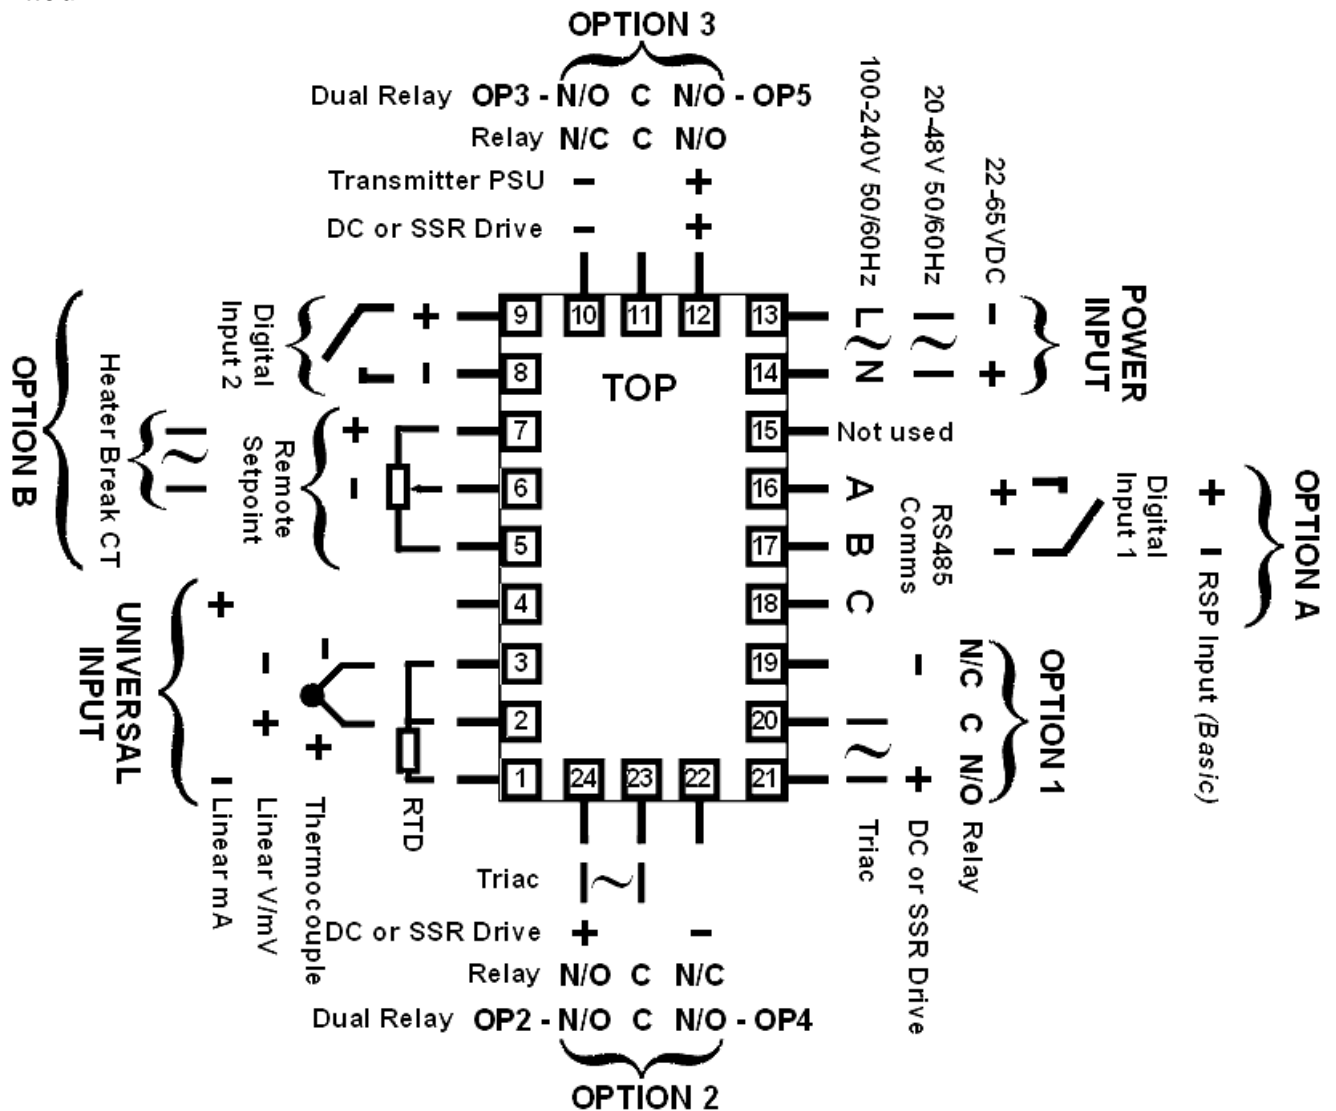 OPTION 3
Dual Relay OP3 - N/O C N/O - OP5
Relay N/C C N/O
Transmitter PSU − +
DC or SSR Drive − +
9 10 11 12 13
8 14
7 15
6 16
5 17
4 18
3 19
2 20
1 24 23 22 21
TOP
OPTION B
Digital
Input 2
+
−
Heater Break CT
~
Remote
Setpoint
+
−
UNIVERSAL
INPUT
+
−
Linear mA
−
+
Linear V/mV
−
+
Thermocouple
RTD
100-240V 50/60Hz
L
~
N
20-48V 50/60Hz
~
22-65VDC
−
+
POWER
INPUT
Not used
A
B
C
RS485
Comms
+
−
Digital
Input 1
+
−
RSP Input (Basic)
OPTION A
~
Triac
−
+
DC or SSR Drive
N/C C N/O
Relay
OPTION 1
Triac ~
DC or SSR Drive + −
Relay N/O C N/C
Dual Relay OP2 - N/O C N/O - OP4
OPTION 2